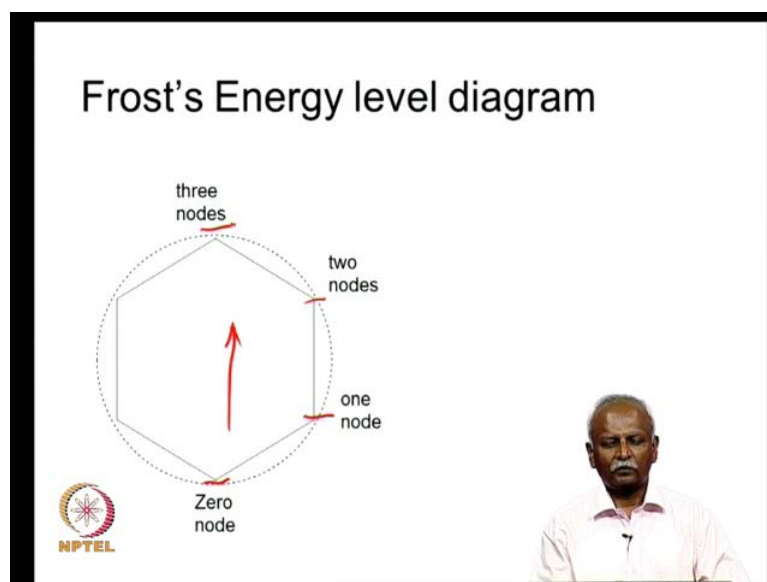 Frost's Energy level diagram
three
nodes
two
nodes
one
node
Zero
node
NPTEL